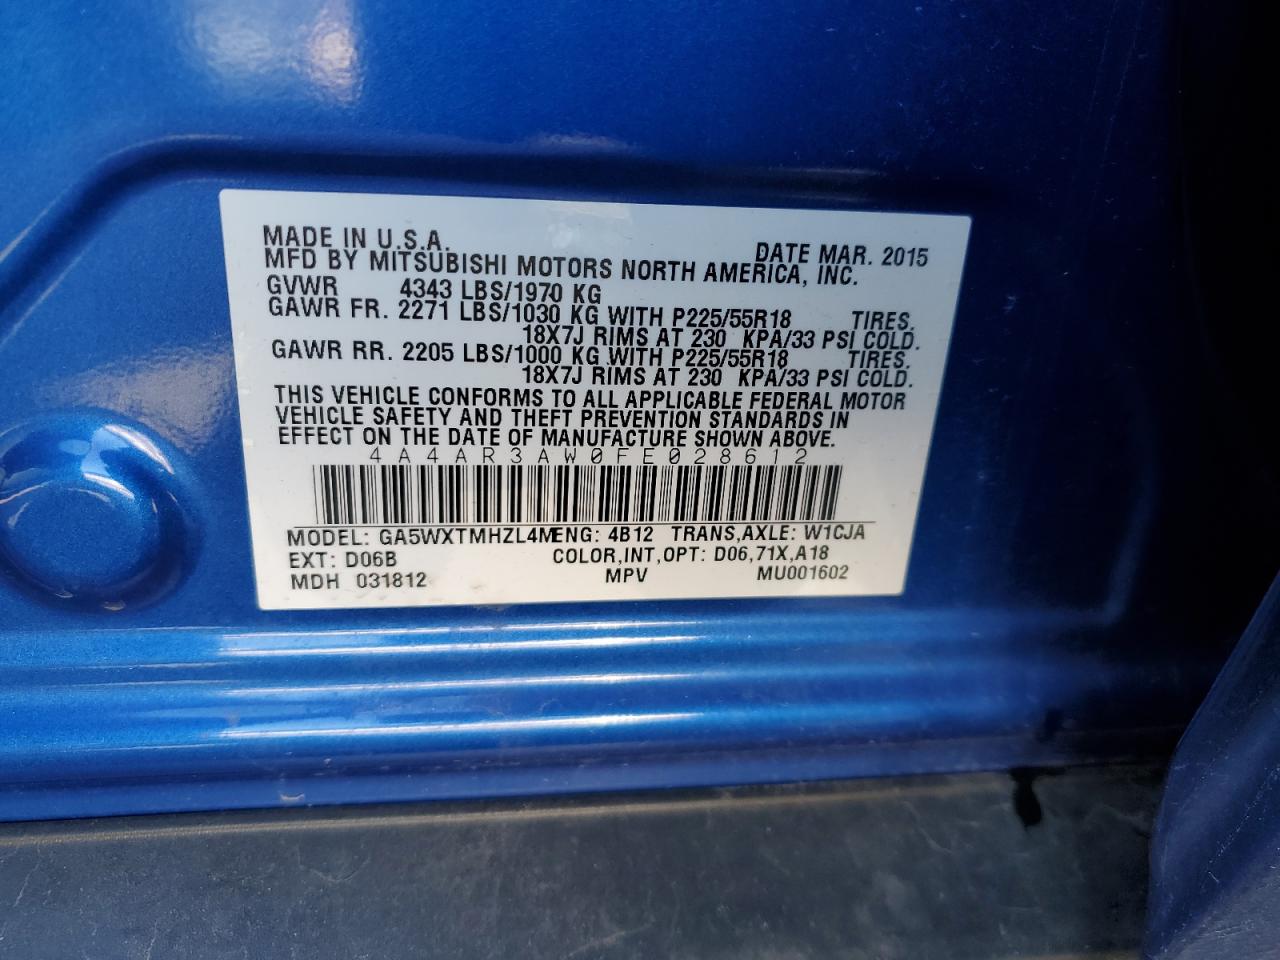 MADE IN U.S.A. DATE MAR. 2015
MFD BY MITSUBISHI MOTORS NORTH AMERICA, INC.
GVWR 4343 LBS/1970 KG
GAWR FR. 2271 LBS/1030 KG WITH P225/55R18 TIRES.
18X7J RIMS AT 230 KPA/33 PSI COLD.
GAWR RR. 2205 LBS/1000 KG WITH P225/55R18 TIRES.
18X7J RIMS AT 230 KPA/33 PSI COLD.
THIS VEHICLE CONFORMS TO ALL APPLICABLE FEDERAL MOTOR
VEHICLE SAFETY AND THEFT PREVENTION STANDARDS IN
EFFECT ON THE DATE OF MANUFACTURE SHOWN ABOVE.
4A4AR3AW0FE028612
MODEL: GA5WXTMHZL4M ENG: 4B12 TRANS,AXLE: W1CJA
EXT: D06B COLOR,INT,OPT: D06,71X,A18
MDH 031812 MPV MU001602